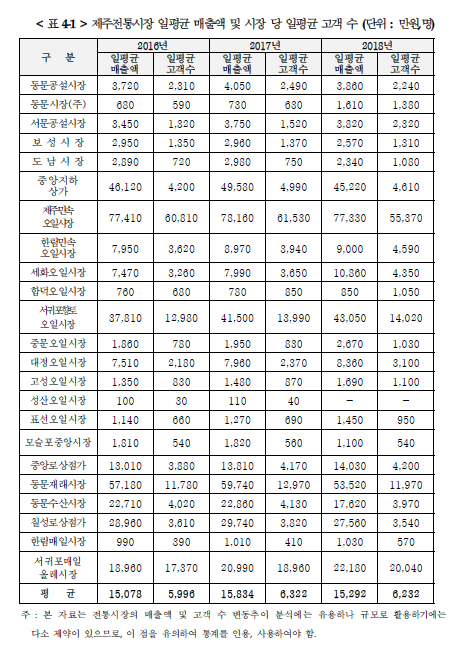 < 표 4-1 > 제주전통시장 일평균 매출액 및 시장 당 일평균 고객 수 (단위 : 만원,명)
구 분 2016년 2017년 2018년
일평균 매출액 일평균 고객수 일평균 매출액 일평균 고객수 일평균 매출액 일평균 고객수
동문공설시장 3,720 2,310 4,050 2,490 3,860 2,240
동문시장(주) 680 590 730 630 1,610 1,380
서문공설시장 3,450 1,320 3,750 1,520 3,820 2,320
보성시장 2,950 1,350 2,960 1,370 2,570 1,310
도남시장 2,890 720 2,980 750 2,340 1,080
중앙지하 상가 46,120 4,200 49,580 4,990 45,220 4,610
제주민속 오일시장 77,410 60,810 78,160 61,530 77,330 55,370
한림민속 오일시장 7,950 3,620 8,970 3,940 9,000 4,590
세화오일시장 7,470 3,260 7,990 3,650 10,860 4,350
함덕오일시장 760 680 780 850 850 1,050
서귀포향토 오일시장 37,810 12,980 41,500 13,990 43,050 14,020
중문오일시장 1,860 780 1,950 830 2,670 1,030
대정오일시장 7,510 2,180 7,960 2,370 8,360 3,100
고성오일시장 1,350 830 1,480 870 1,690 1,100
성산오일시장 100 30 110 40 - -
표선오일시장 1,140 660 1,270 690 1,450 950
모슬포중앙시장 1,810 540 1,820 560 1,100 540
중앙로상점가 13,010 3,880 13,810 4,170 14,030 4,200
동문재래시장 57,180 11,780 59,740 12,970 53,520 11,970
동문수산시장 22,710 4,020 22,860 4,130 17,620 3,970
칠성로상점가 28,960 3,610 29,740 3,820 27,560 3,540
한림매일시장 990 390 1,010 410 1,030 570
서귀포매일 올레시장 18,960 17,370 20,990 18,960 22,180 20,040
평 균 15,078 5,996 15,834 6,322 15,292 6,232
주 : 본 자료는 전통시장의 매출액 및 고객 수 변동추이 분석에는 유용하나 규모로 활용하기에는
다소 제약이 있으므로, 이 점을 유의하여 통계를 인용, 사용하여야 함.